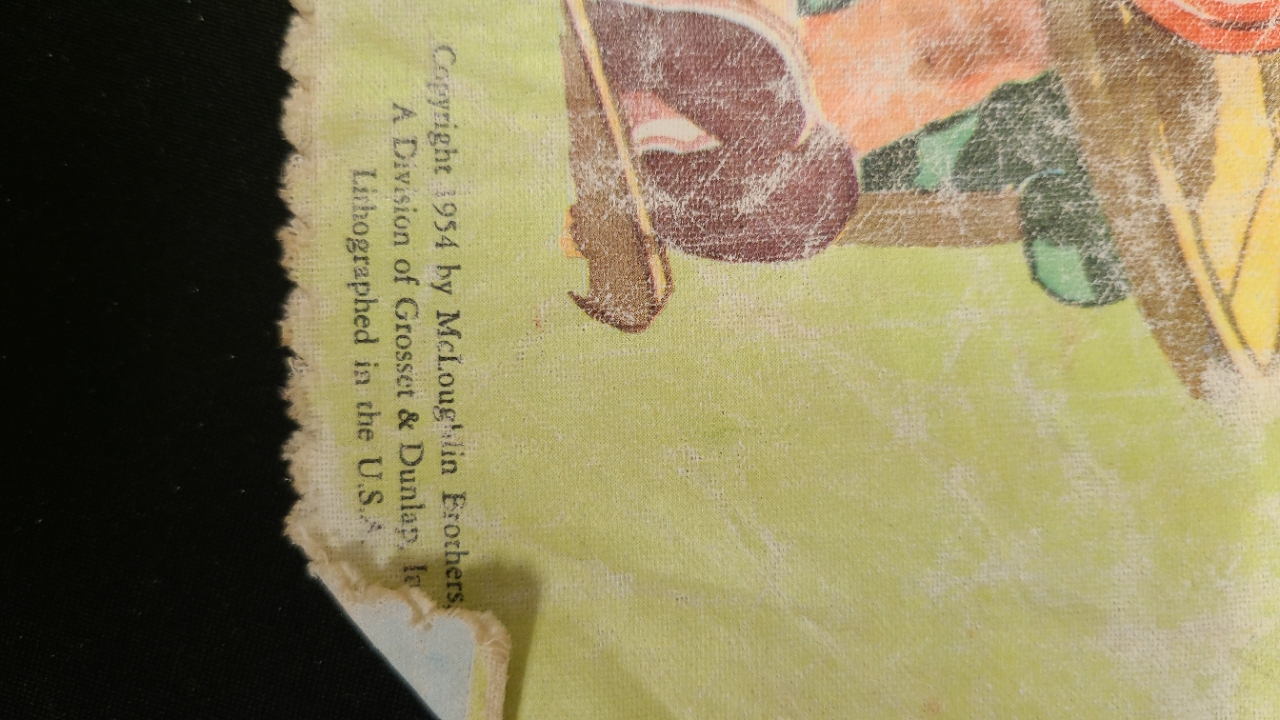 Copyright 1954 by McLoughlin Brothers,
A Division of Grosset & Dunlap, In
Lithographed in the U.S.A.